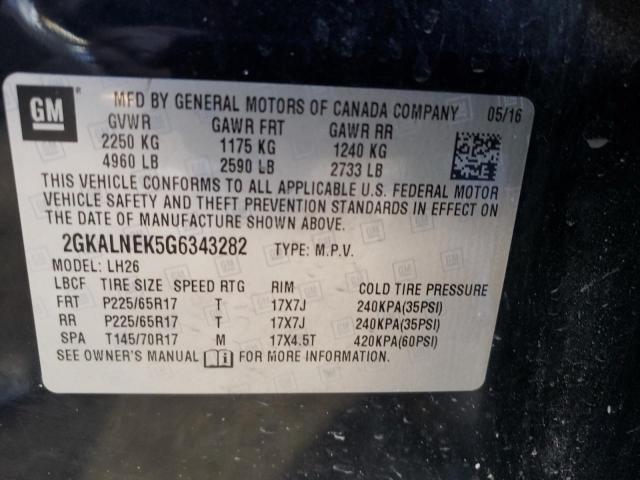 GM
MFD BY GENERAL MOTORS OF CANADA COMPANY 05/16
GVWR GAWR FRT GAWR RR
2250 KG 1175 KG 1240 KG
4960 LB 2590 LB 2733 LB
THIS VEHICLE CONFORMS TO ALL APPLICABLE U.S. FEDERAL MOTOR
VEHICLE SAFETY AND THEFT PREVENTION STANDARDS IN EFFECT ON
THE DATE OF MANUFACTURE SHOWN ABOVE.
2GKALNEK5G6343282 TYPE: M.P.V.
MODEL: LH26
LBCF TIRE SIZE SPEED RTG RIM COLD TIRE PRESSURE
FRT P225/65R17 T 17X7J 240KPA(35PSI)
RR P225/65R17 T 17X7J 240KPA(35PSI)
SPA T145/70R17 M 17X4.5T 420KPA(60PSI)
SEE OWNER'S MANUAL FOR MORE INFORMATION.